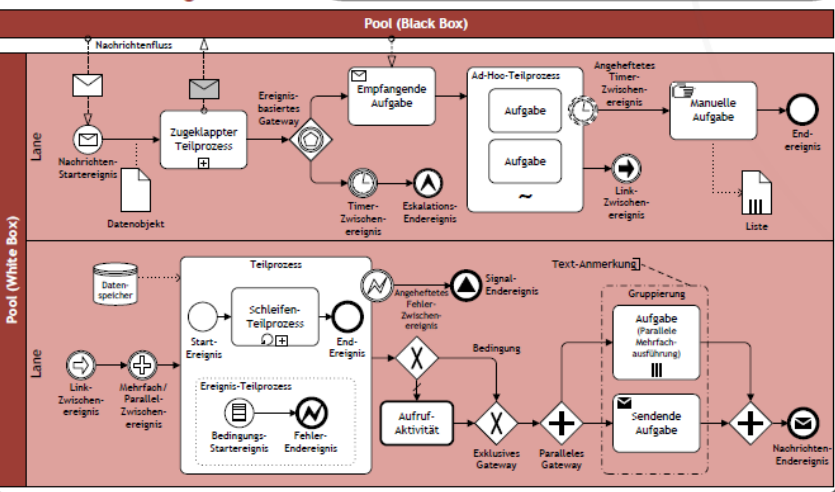 Pool (Black Box)
Nachrichtenfluss
Pool (White Box)
Lane
Nachrichten-
Startereignis
Zugeklappter
Teilprozess
Datenobjekt
Ereignis-
basiertes
Gateway
Empfangende
Aufgabe
Timer-
Zwischen-
ereignis
Eskalations-
Endereignis
Ad-Hoc-Teilprozess
Aufgabe
Aufgabe
Angeheftetes
Timer-
Zwischen-
ereignis
Link-
Zwischen-
ereignis
Manuelle
Aufgabe
End-
ereignis
Liste
Lane
Daten-
speicher
Link-
Zwischen-
ereignis
Mehrfach/
Parallel-
Zwischen-
ereignis
Teilprozess
Start-
Ereignis
Schleifen-
Teilprozess
End-
Ereignis
Ereignis-Teilprozess
Bedingungs-
Startereignis
Fehler-
Endereignis
Angeheftetes
Fehler-
Zwischen-
ereignis
Signal-
Endereignis
Bedingung
Aufruf-
Aktivität
Exklusives
Gateway
Paralleles
Gateway
Text-Anmerkung
Gruppierung
Aufgabe
(Parallele
Mehrfach-
ausführung)
Sendende
Aufgabe
Nachrichten-
Endereignis